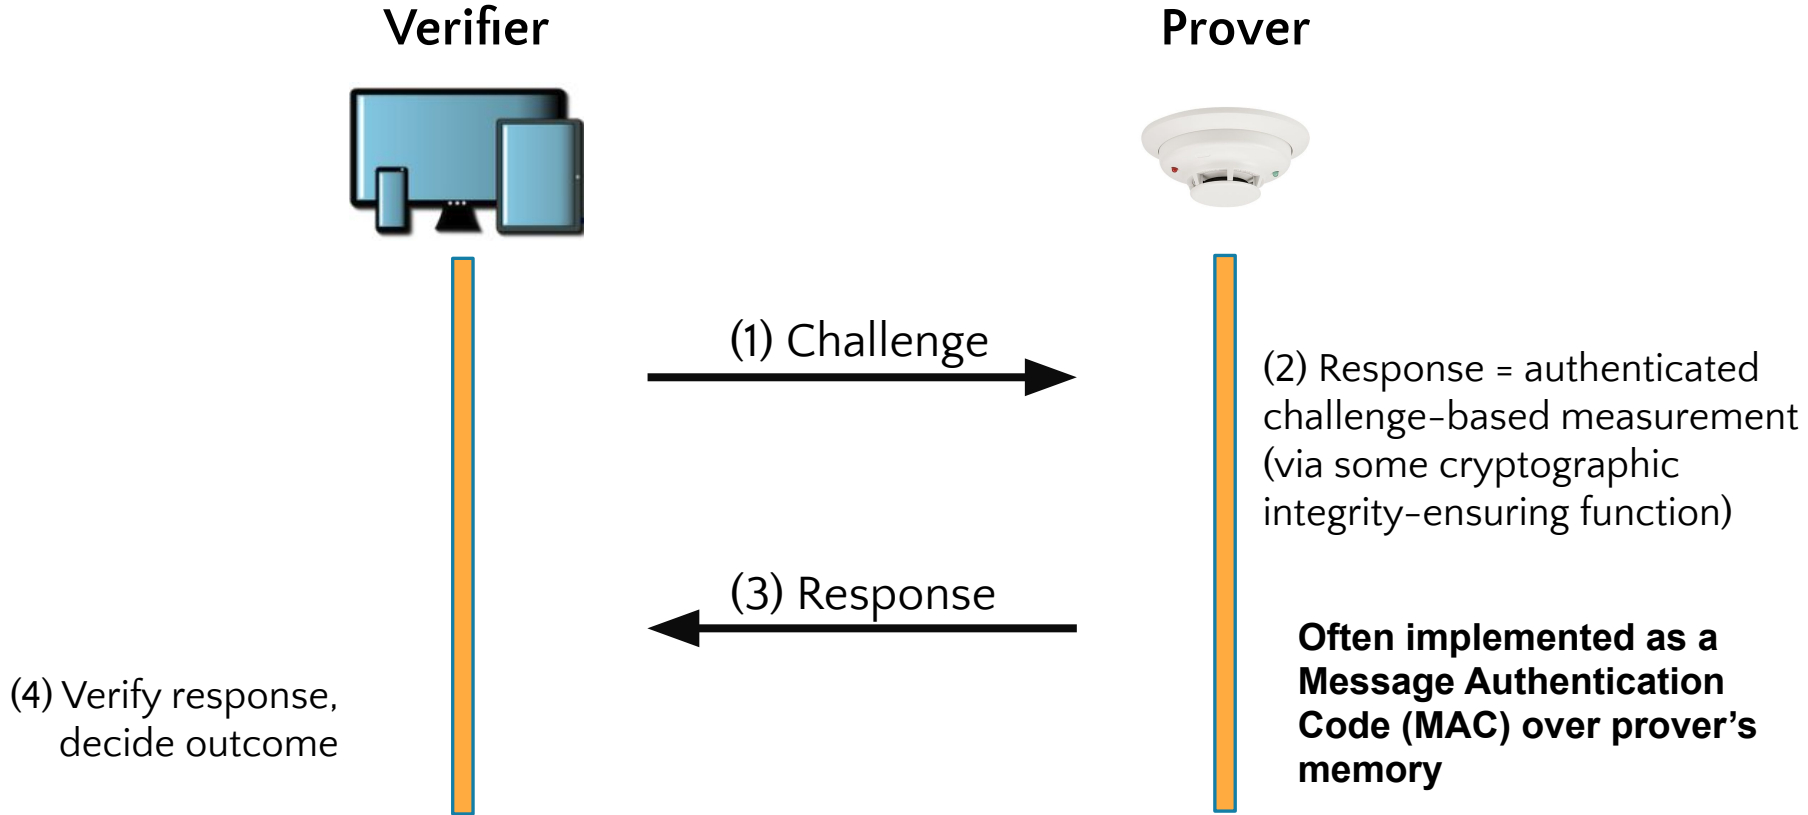 Verifier
Prover
(1) Challenge
(2) Response = authenticated
challenge-based measurement
(via some cryptographic
integrity-ensuring function)
(3) Response
Often implemented as a
Message Authentication
Code (MAC) over prover’s
memory
(4) Verify response,
decide outcome